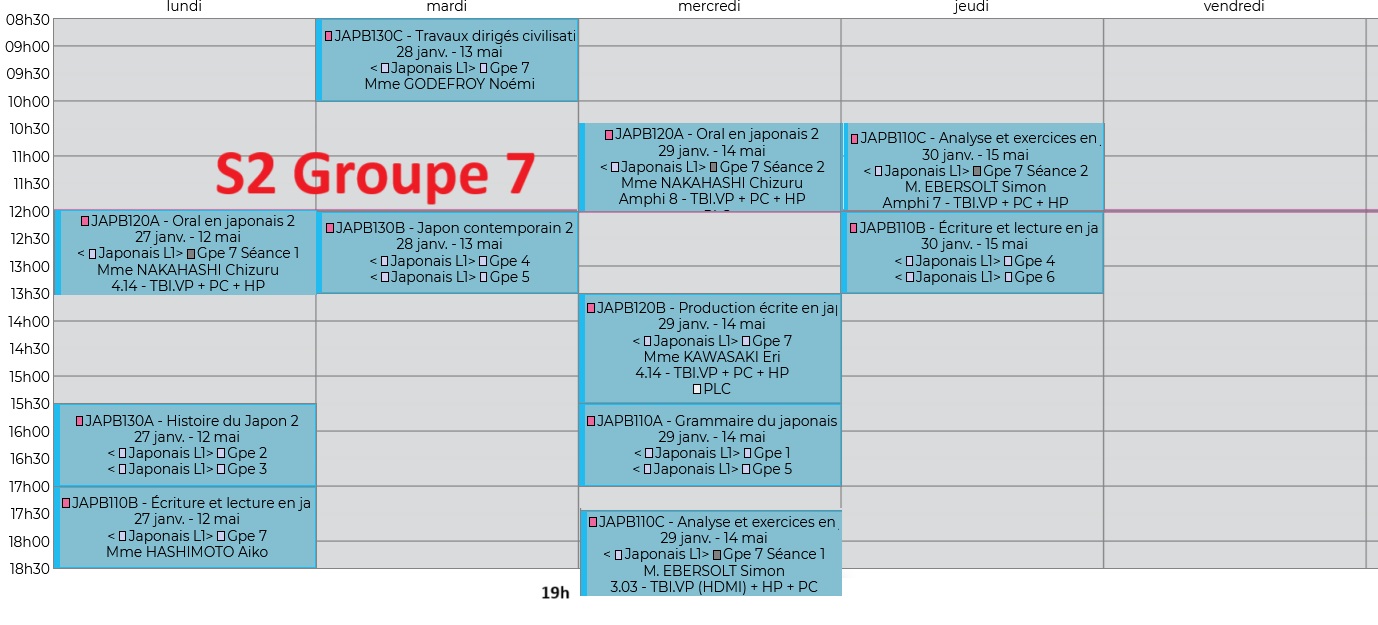 lundi mardi mercredi jeudi vendredi
08h30
09h00
09h30
10h00
10h30
11h00
11h30
12h00
12h30
13h00
13h30
14h00
14h30
15h00
15h30
16h00
16h30
17h00
17h30
18h00
18h30
S2 Groupe 7
JAPB120A - Oral en japonais 2
27 janv. - 12 mai
< Japonais L1> Gpe 7 Séance 1
Mme NAKAHASHI Chizuru
4.14 - TBI.VP + PC + HP
JAPB130A - Histoire du Japon 2
27 janv. - 12 mai
< Japonais L1> Gpe 2
< Japonais L1> Gpe 3
JAPB110B - Écriture et lecture en ja
27 janv. - 12 mai
< Japonais L1> Gpe 7
Mme HASHIMOTO Aiko
JAPB130C - Travaux dirigés civilisati
28 janv. - 13 mai
< Japonais L1> Gpe 7
Mme GODEFROY Noémi
JAPB130B - Japon contemporain 2
28 janv. - 13 mai
< Japonais L1> Gpe 4
< Japonais L1> Gpe 5
JAPB120A - Oral en japonais 2
29 janv. - 14 mai
< Japonais L1> Gpe 7 Séance 2
Mme NAKAHASHI Chizuru
Amphi 8 - TBI.VP + PC + HP
JAPB120B - Production écrite en jap
29 janv. - 14 mai
< Japonais L1> Gpe 7
Mme KAWASAKI Eri
4.14 - TBI.VP + PC + HP
PLC
JAPB110A - Grammaire du japonais
29 janv. - 14 mai
< Japonais L1> Gpe 1
< Japonais L1> Gpe 5
JAPB110C - Analyse et exercices en
29 janv. - 14 mai
< Japonais L1> Gpe 7 Séance 1
M. EBERSOLT Simon
3.03 - TBI.VP (HDMI) + HP + PC
19h
JAPB110C - Analyse et exercices en
30 janv. - 15 mai
< Japonais L1> Gpe 7 Séance 2
M. EBERSOLT Simon
Amphi 7 - TBI.VP + PC + HP
JAPB110B - Écriture et lecture en ja
30 janv. - 15 mai
< Japonais L1> Gpe 4
< Japonais L1> Gpe 6